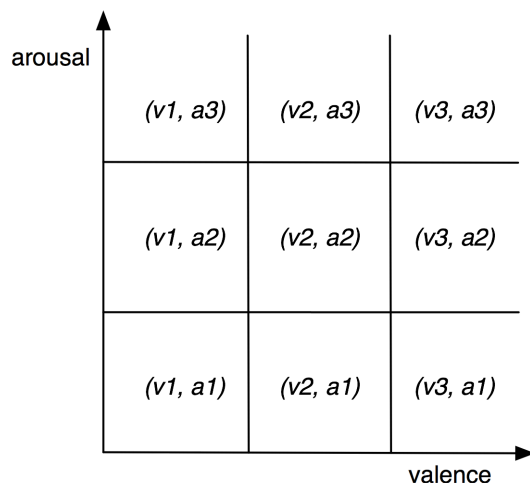 arousal
(v1, a3) (v2, a3) (v3, a3)
(v1, a2) (v2, a2) (v3, a2)
(v1, a1) (v2, a1) (v3, a1)
valence